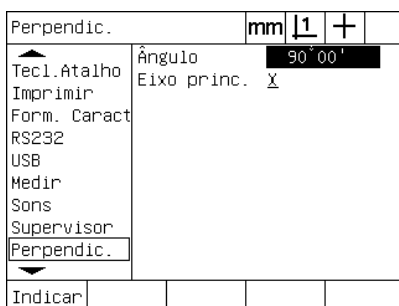 Perpendic. mm 1
Tecl.Atalho
Imprimir
Form. Caract
RS232
USB
Medir
Sons
Supervisor
Perpendic.
Ângulo 90°00'
Eixo princ. X
Indicar